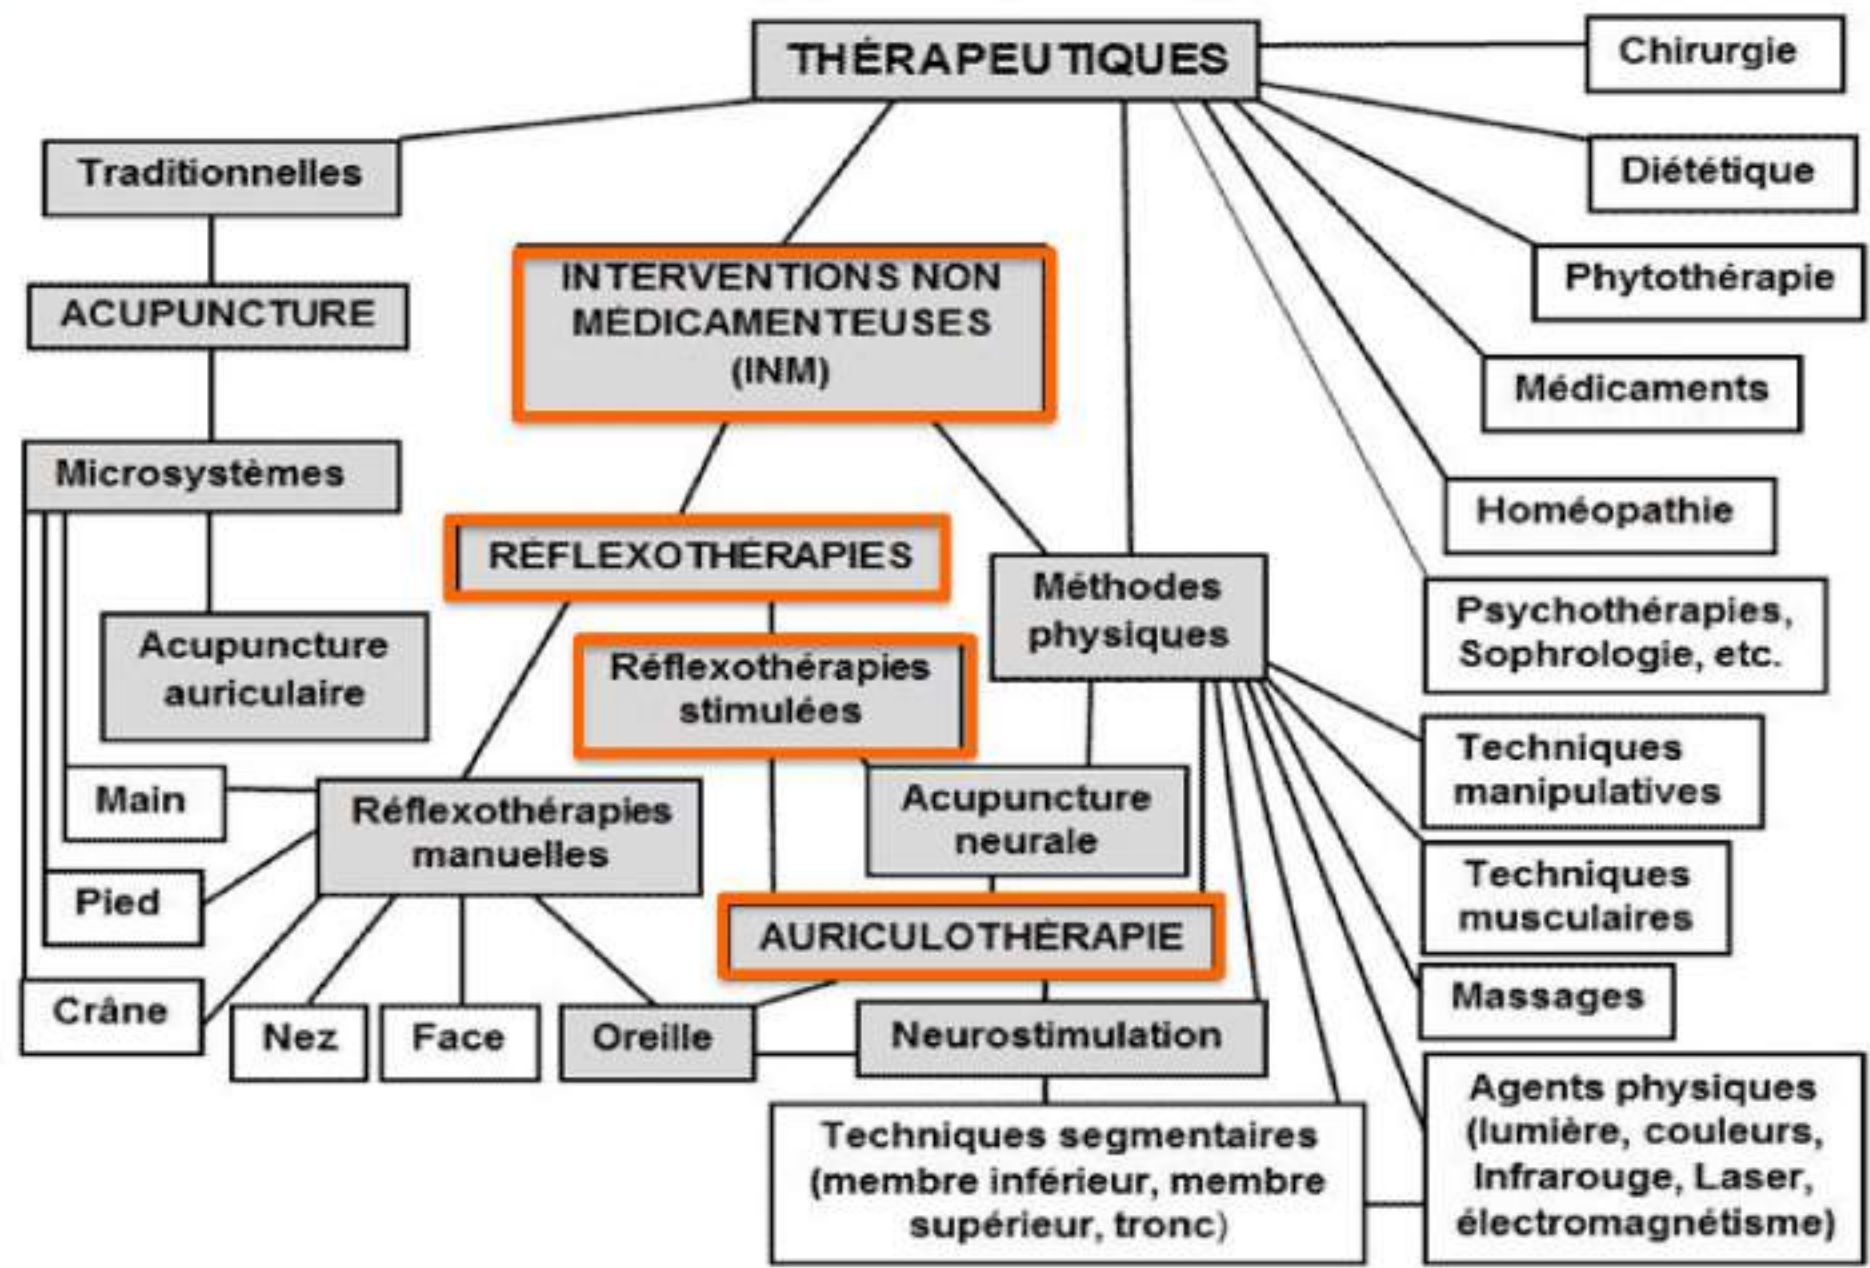 THÉRAPEUTIQUES
Chirurgie
Traditionnelles
Diététique
INTERVENTIONS NON
MÉDICAMENTEUSES
(INM)
Phytothérapie
ACUPUNCTURE
Médicaments
Microsystèmes
Homéopathie
RÉFLEXOTHÉRAPIES
Méthodes
physiques
Psychothérapies,
Sophrologie, etc.
Acupuncture
auriculaire
Réflexothérapies
stimulées
Techniques
manipulatives
Main
Réflexothérapies
manuelles
Acupuncture
neurale
Techniques
musculaires
Pied
AURICULOTHÉRAPIE
Massages
Crâne
Nez
Face
Oreille
Neurostimulation
Agents physiques
(lumière, couleurs,
Infrarouge, Laser,
électromagnétisme)
Techniques segmentaires
(membre inférieur, membre
supérieur, tronc)